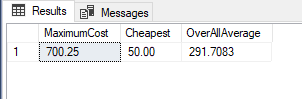 Results Messages
MaximumCost Cheapest OverAllAverage
1 700.25 50.00 291.7083